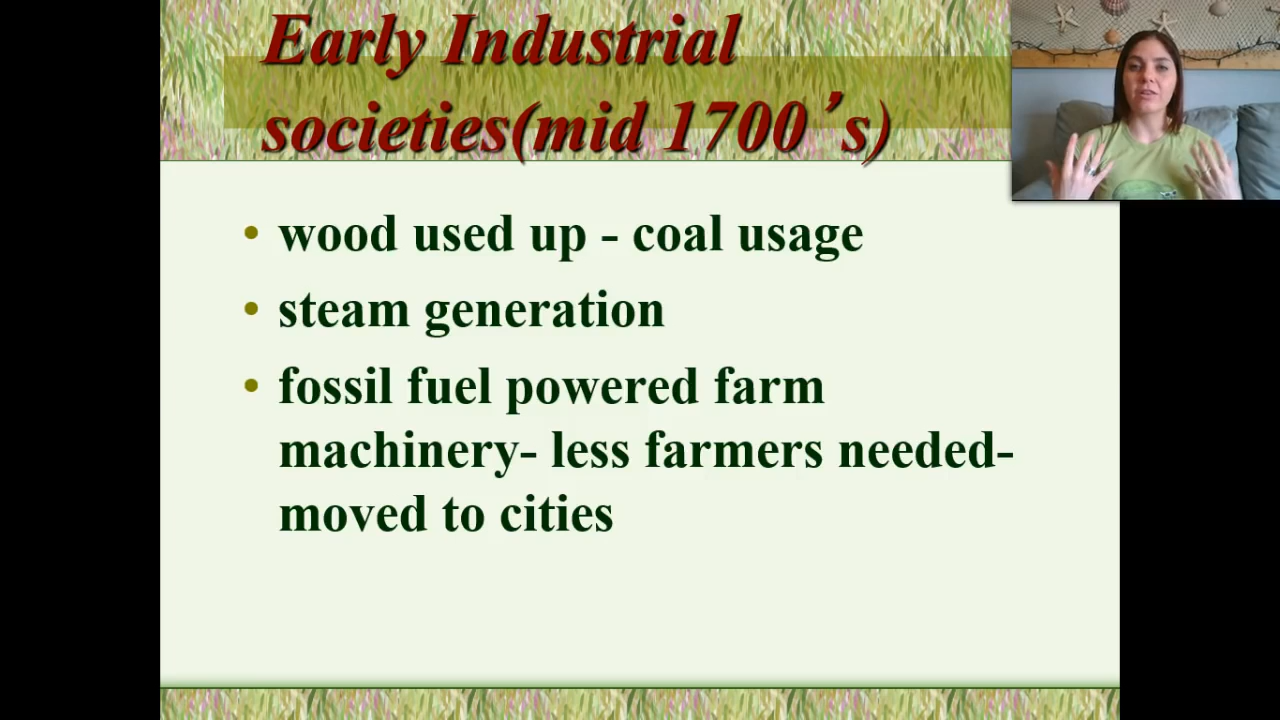 Early Industrial
societies(mid 1700’s)
• wood used up - coal usage
• steam generation
• fossil fuel powered farm
machinery- less farmers needed-
moved to cities